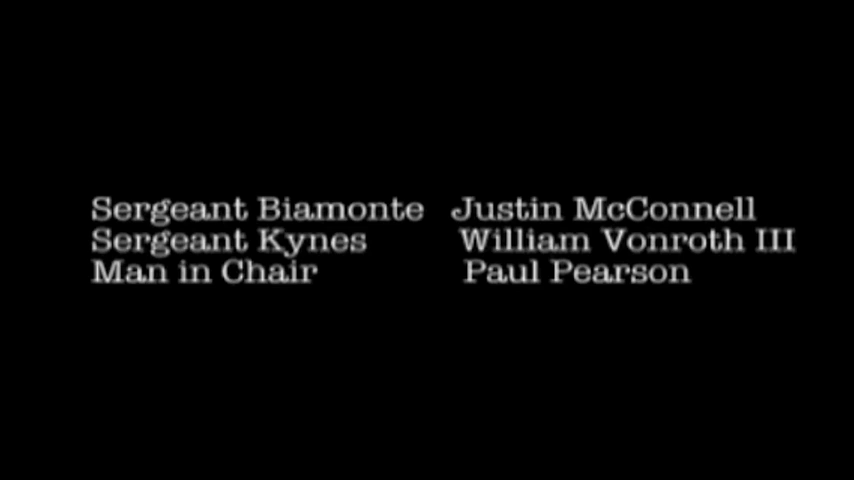 Sergeant Biamonte Justin McConnell
Sergeant Kynes William Vonroth III
Man in Chair Paul Pearson